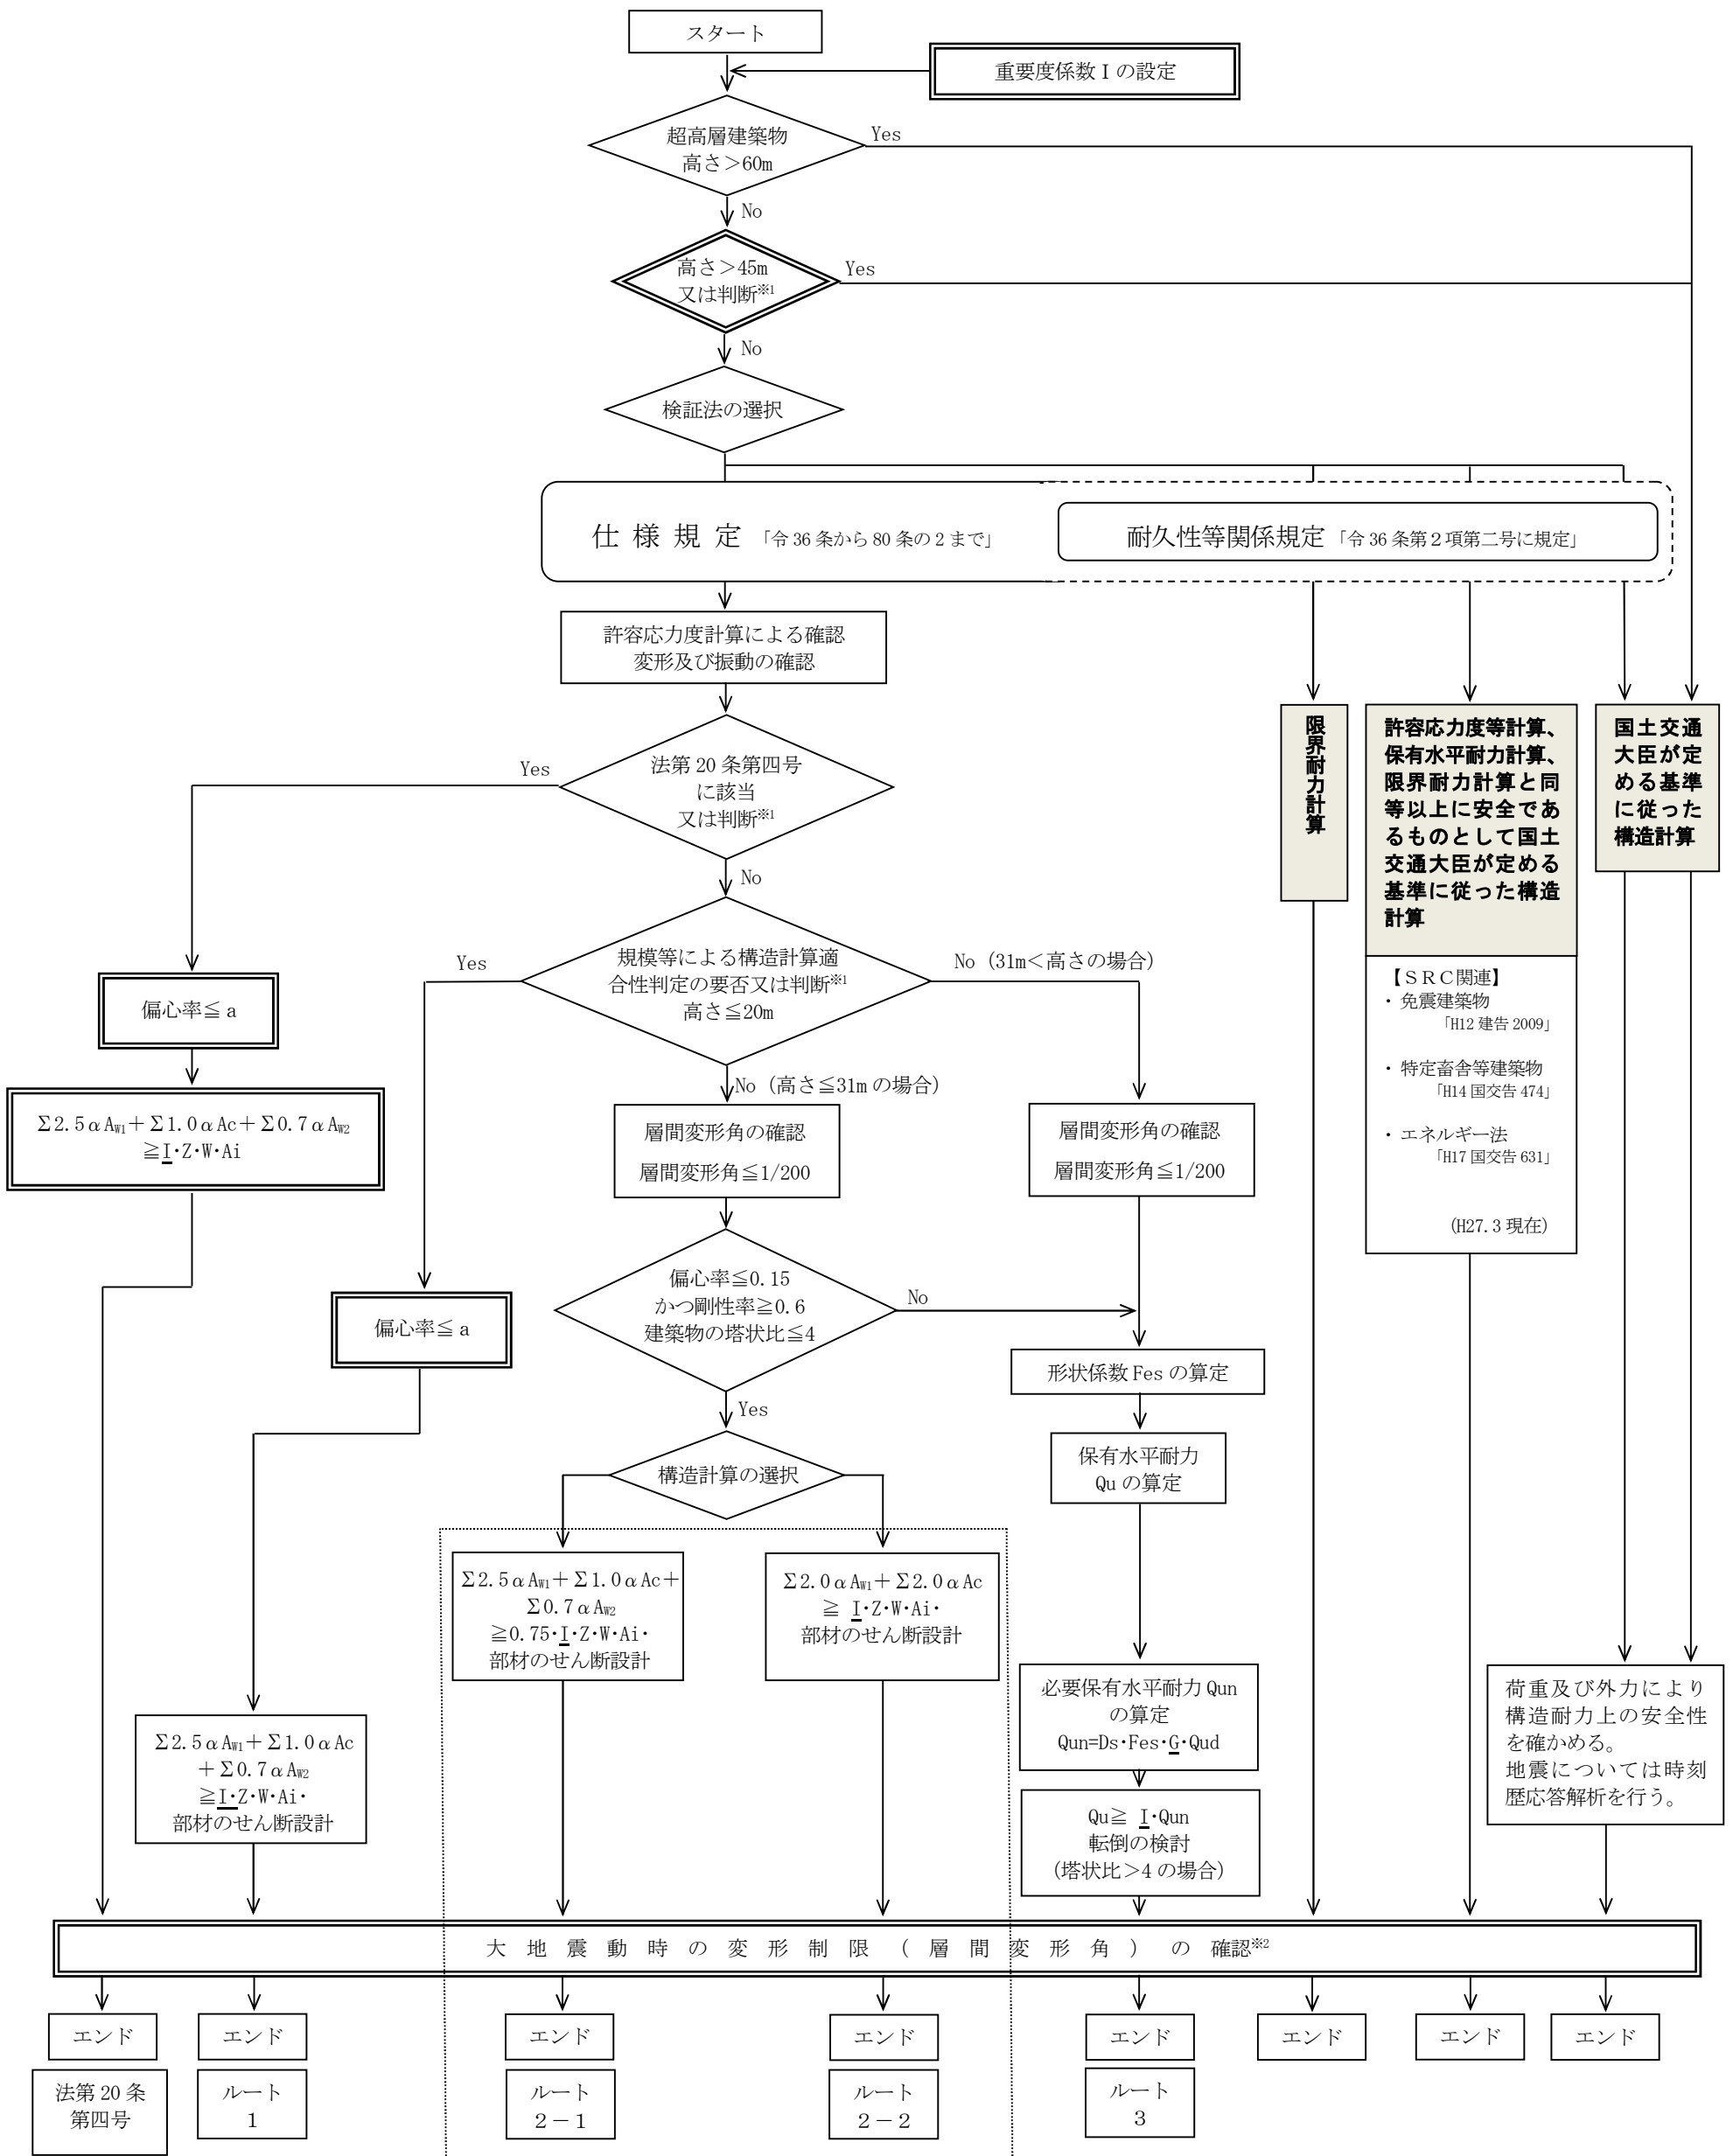 スタート
重要度係数 I の設定
超高層建築物
高さ＞60m
Yes
No
高さ＞45m
又は判断※1
Yes
No
検証法の選択
仕 様 規 定 「令 36 条から 80 条の 2 まで」
耐久性等関係規定 「令 36 条第２項第二号に規定」
許容応力度計算による確認
変形及び振動の確認
法第 20 条第四号
に該当
又は判断※1
Yes
No
限界耐力計算
許容応力度等計算、
保有水平耐力計算、
限界耐力計算と同
等以上に安全であ
るものとして国土
交通大臣が定める
基準に従った構造
計算
国土交通
大臣が定
める基準
に従った
構造計算
規模等による構造計算適
合性判定の要否又は判断※1
高さ≦20m
Yes
No（31m＜高さの場合）
No（高さ≦31m の場合）
【ＳＲＣ関連】
・ 免震建築物
「H12 建告 2009」
・ 特定畜舎等建築物
「H14 国交告 474」
・ エネルギー法
「H17 国交告 631」
（H27.3 現在）
偏心率≦ a
Σ2.5αAW1＋Σ1.0αAc＋Σ0.7αAW2
≧I･Z･W･Ai
層間変形角の確認
層間変形角≦1/200
層間変形角の確認
層間変形角≦1/200
偏心率≦0.15
かつ剛性率≧0.6
建築物の塔状比≦4
No
Yes
偏心率≦ a
形状係数 Fes の算定
保有水平耐力
Qu の算定
構造計算の選択
Σ2.5αAW1＋Σ1.0αAc＋
Σ0.7αAW2
≧0.75･I･Z･W･Ai･
部材のせん断設計
Σ2.0αAW1＋Σ2.0αAc
≧ I･Z･W･Ai･
部材のせん断設計
必要保有水平耐力 Qun
の算定
Qun=Ds･Fes･G･Qud
荷重及び外力により
構造耐力上の安全性
を確かめる。
地震については時刻
歴応答解析を行う。
Σ2.5αAW1＋Σ1.0αAc
＋Σ0.7αAW2
≧I･Z･W･Ai･
部材のせん断設計
Qu≧ I･Qun
転倒の検討
（塔状比＞4 の場合）
大 地 震 動 時 の 変 形 制 限 （ 層 間 変 形 角 ） の 確認※2
エンド
エンド
エンド
エンド
エンド
エンド
エンド
エンド
法第 20 条
第四号
ルート
１
ルート
２－１
ルート
２－２
ルート
３